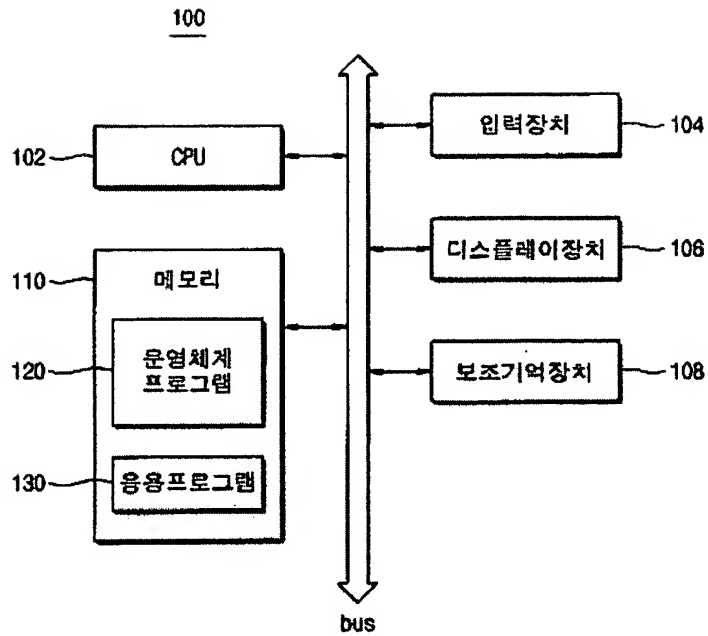 100
102
CPU
110
메모리
120
운영체계
프로그램
130
응용프로그램
입력장치
104
디스플레이장치
106
보조기억장치
108
bus